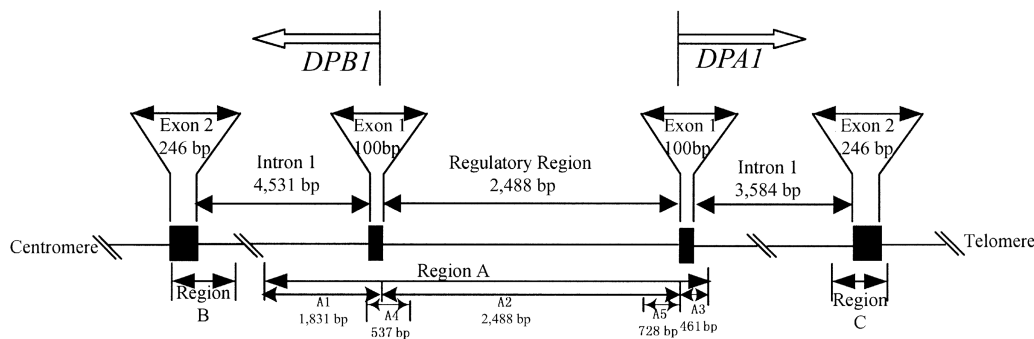 DPB1
DPA1
Exon 2
246 bp
Exon 1
100bp
Exon 1
100bp
Exon 2
246 bp
Intron 1
4,531 bp
Regulatory Region
2,488 bp
Intron 1
3,584 bp
Centromere
Telomere
Region A
Region
B
A1
1,831 bp
A4
537 bp
A2
2,488 bp
A5
728 bp
A3
461 bp
Region
C